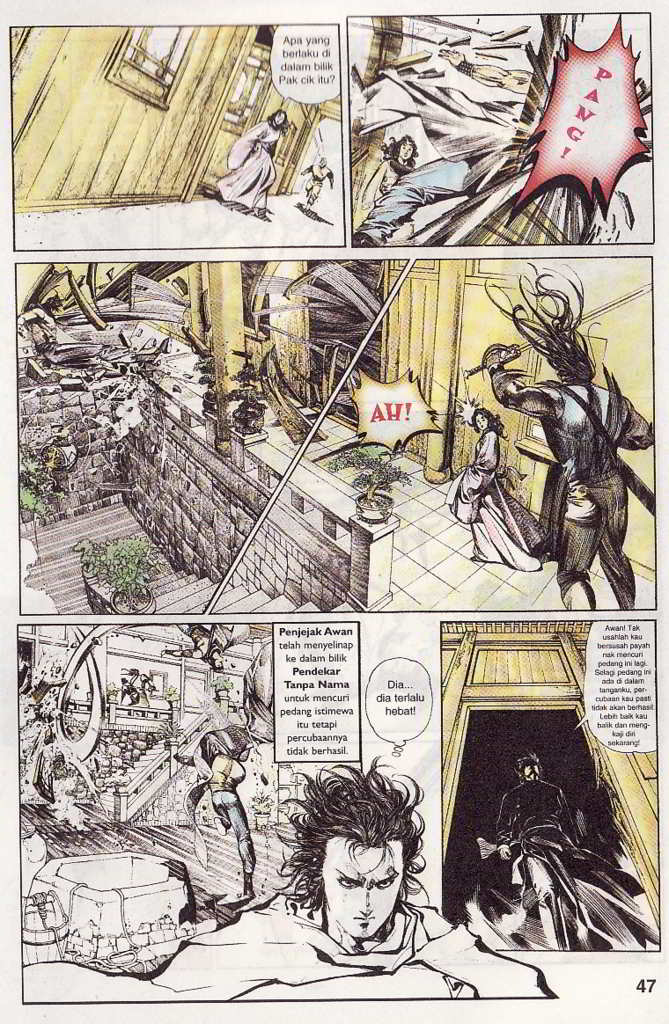 Apa yang
berlaku di
dalam bilik
Pak cik itu?
PANG!
AH!
Penjejak Awan
telah menyelinap
ke dalam bilik
Pendekar
Tanpa Nama
untuk mencuri
pedang istimewa
itu tetapi
percubaannya
tidak berhasil.
Dia...
dia terlalu
hebat!
Awan! Tak
usahlah kau
bersusah payah
nak mencuri
pedang ini lagi.
Selagi pedang ini
ada di dalam
tanganku, per-
cubaan kau pasti
tidak akan berhasil.
Lebih baik kau
balik dan meng-
kaji diri
sekarang!
47